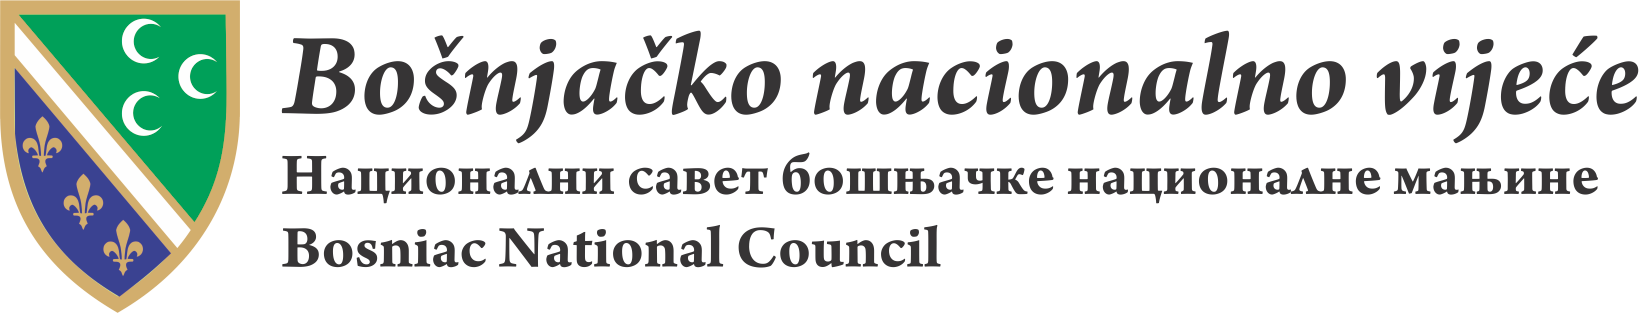 Bošnjačko nacionalno vijeće
Национални савет бошњачке националне мањине
Bosniac National Council